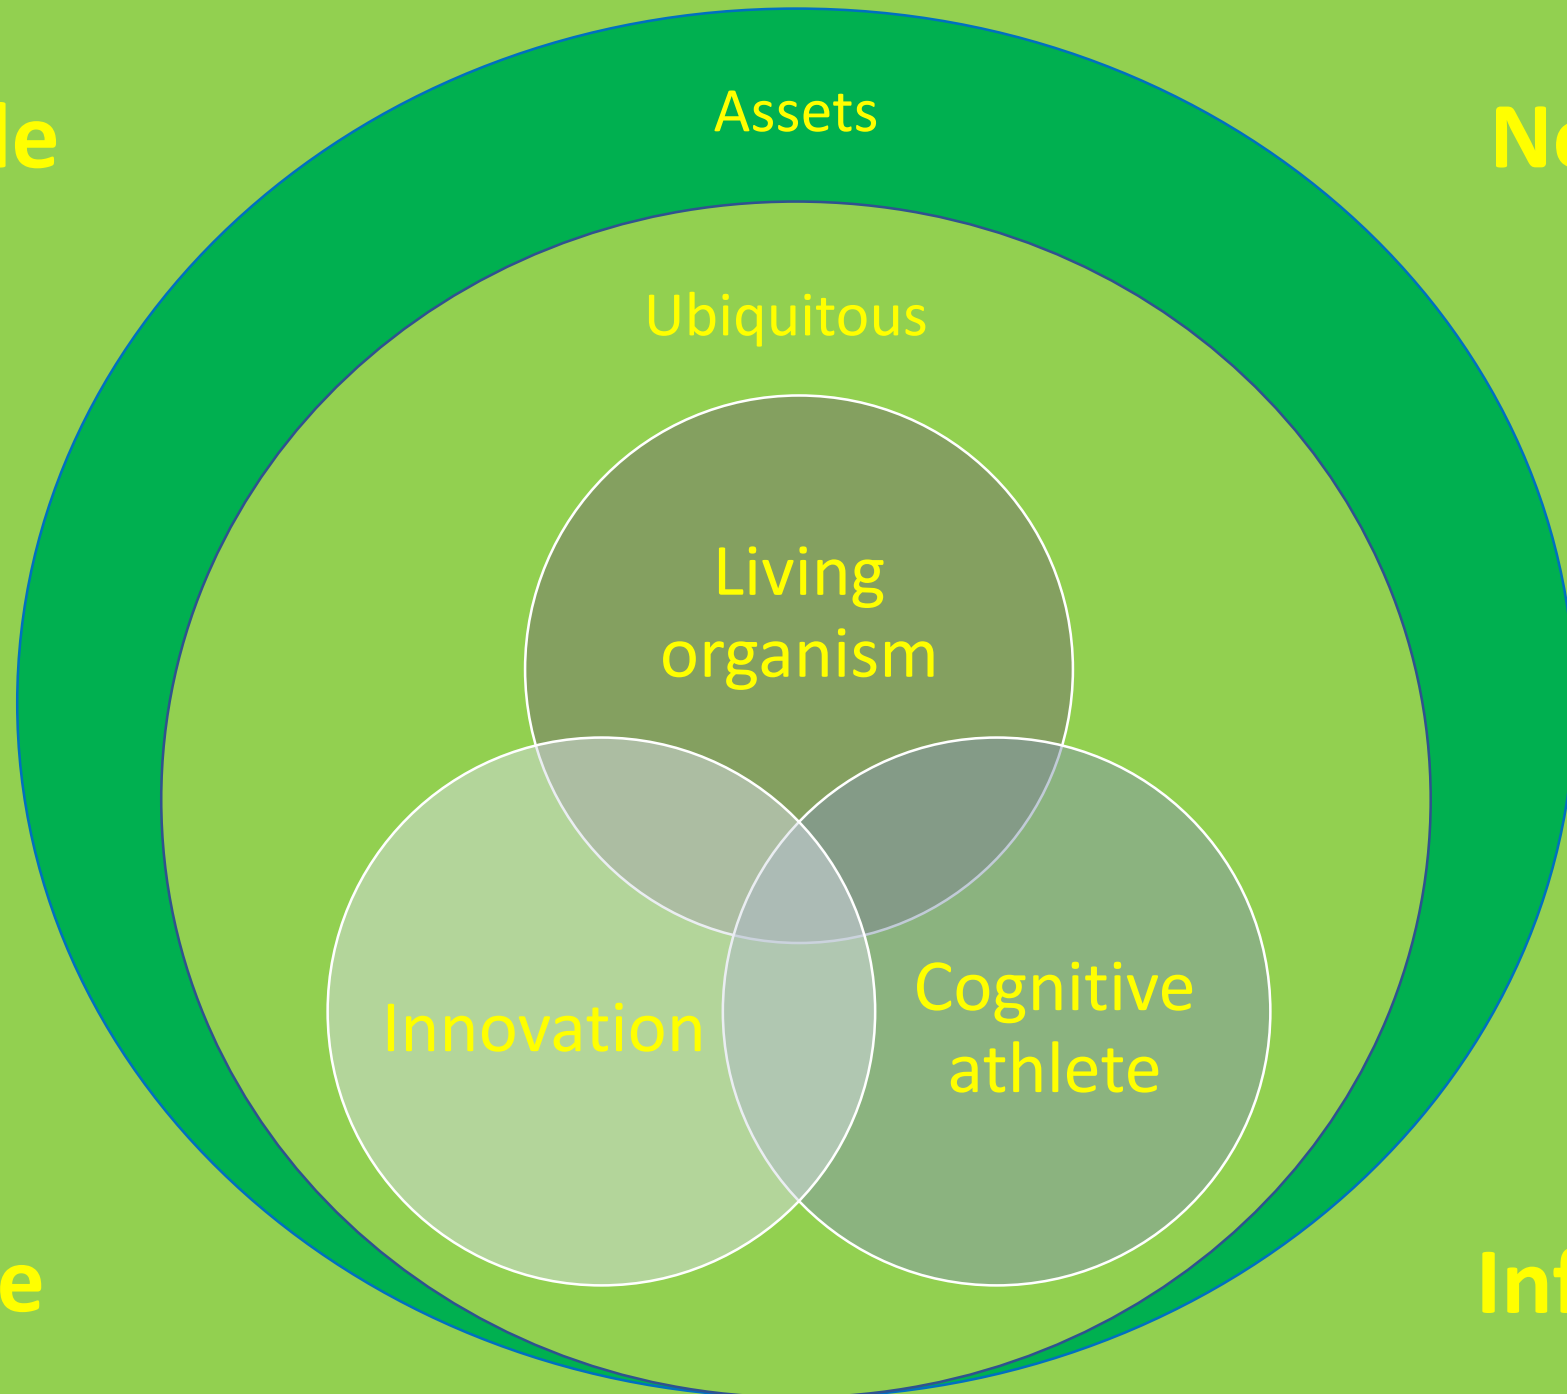 Assets
Ubiquitous
Living
organism
Innovation
Cognitive
athlete